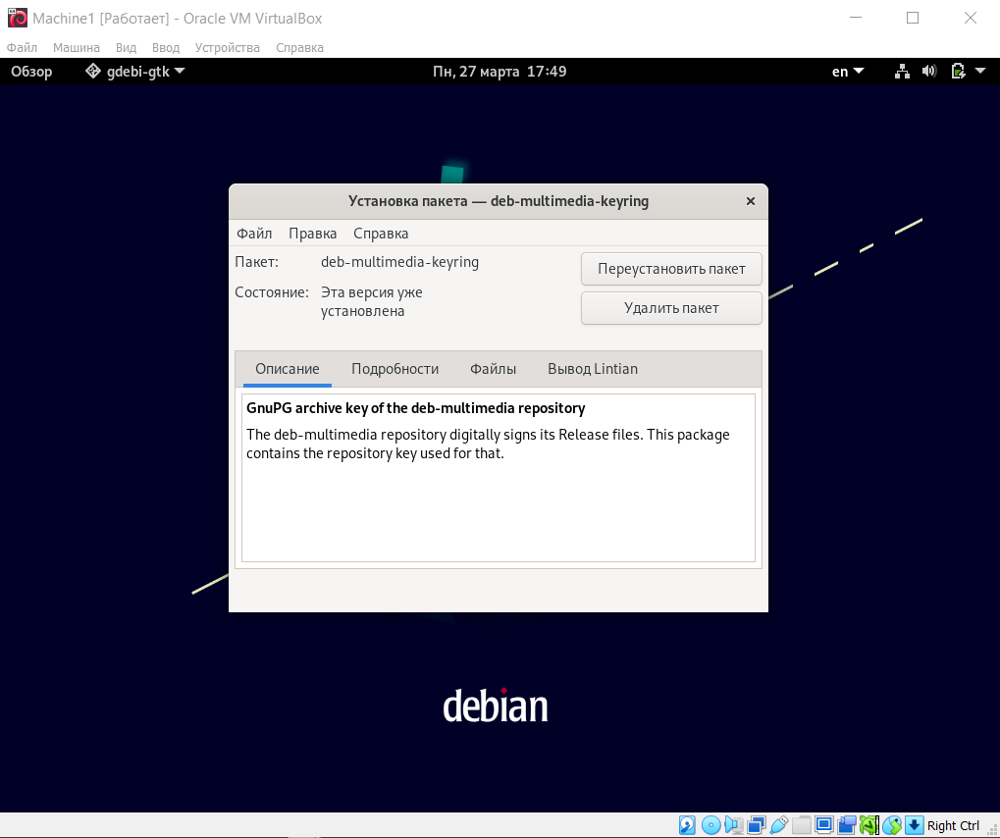 Machine1 [Работает] - Oracle VM VirtualBox
Файл Машина Вид Ввод Устройства Справка
Обзор gdebi-gtk Пн, 27 марта 17:49 en
Установка пакета — deb-multimedia-keyring
Файл Правка Справка
Пакет: deb-multimedia-keyring
Переустановить пакет
Состояние: Эта версия уже
установлена
Удалить пакет
Описание Подробности Файлы Вывод Lintian
GnuPG archive key of the deb-multimedia repository
The deb-multimedia repository digitally signs its Release files. This package
contains the repository key used for that.
debian
Right Ctrl